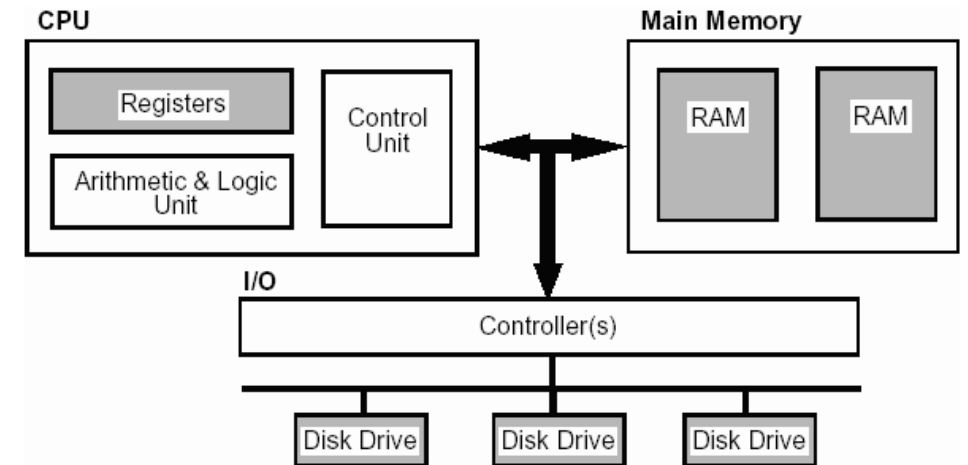 CPU
Main Memory
Registers
Control
Unit
RAM
RAM
Arithmetic & Logic
Unit
I/O
Controller(s)
Disk Drive
Disk Drive
Disk Drive